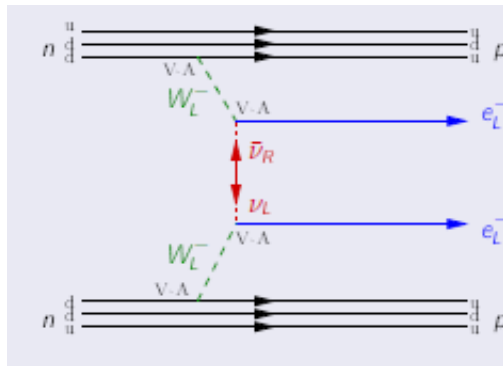 n u d d u d u p
V-A
W_L^- V-A
e_L^-
ν̄_R
ν_L
e_L^-
W_L^- V-A
V-A
n d d u u d u p